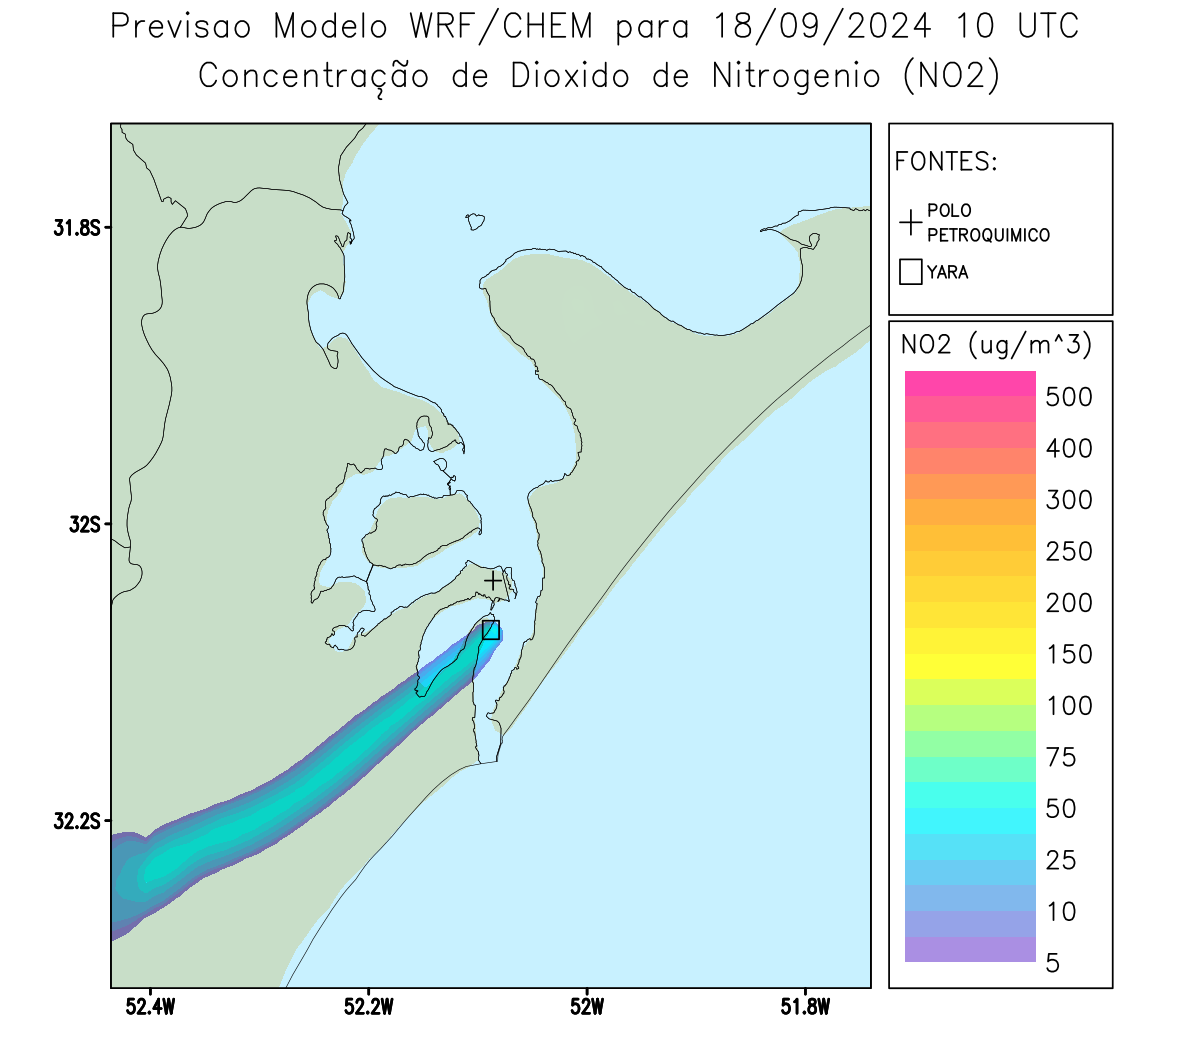 Previsao Modelo WRF/CHEM para 18/09/2024 10 UTC
Concentração de Dioxido de Nitrogenio (NO2)
FONTES:
POLO
PETROQUIMICO
YARA
NO2 (ug/m^3)
500
400
300
250
200
150
100
75
50
25
10
5
31.8S
32S
32.2S
52.4W
52.2W
52W
51.8W